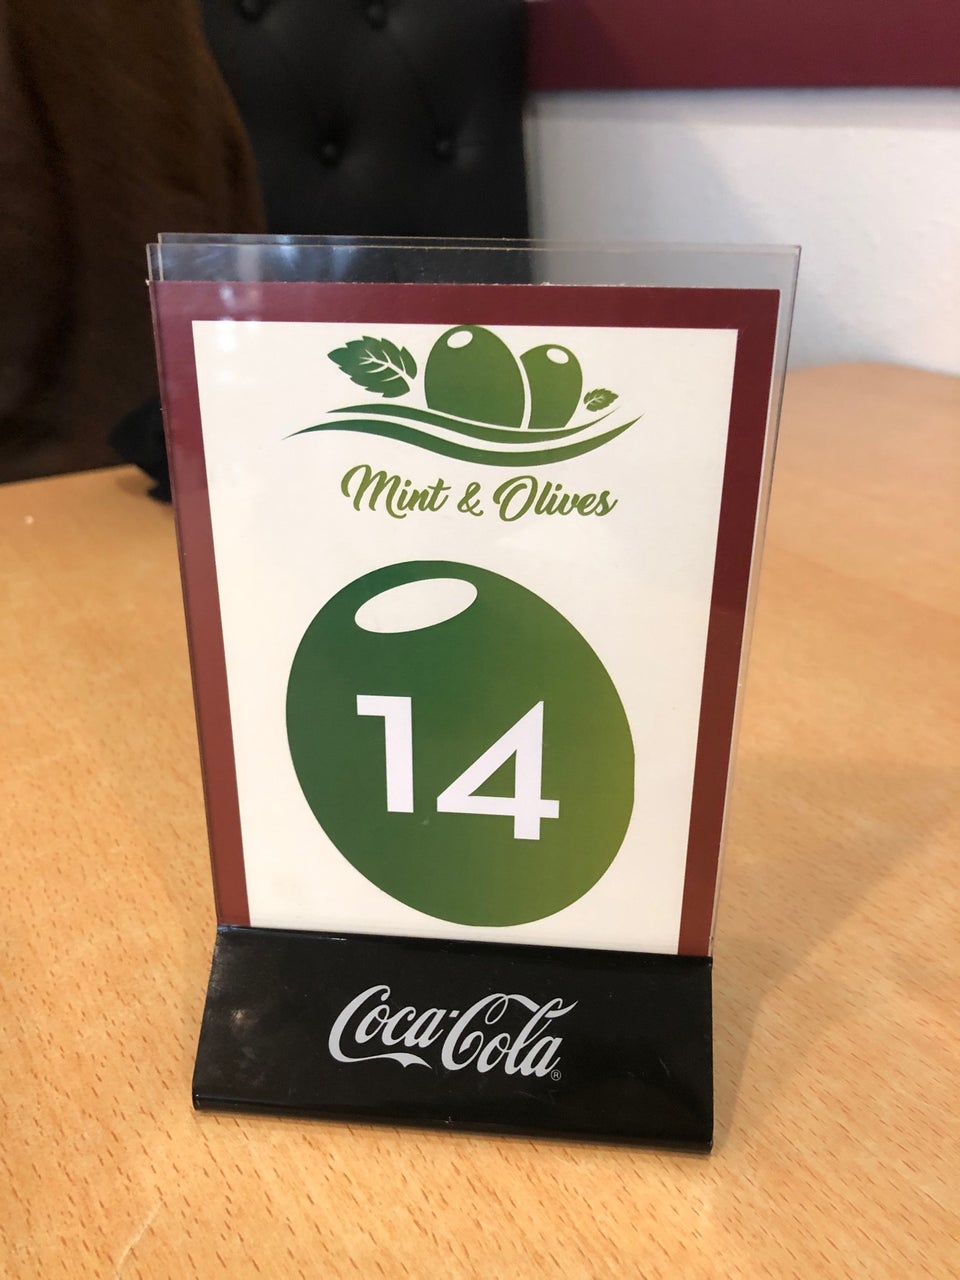 Mint & Olives
14
Coca-Cola®